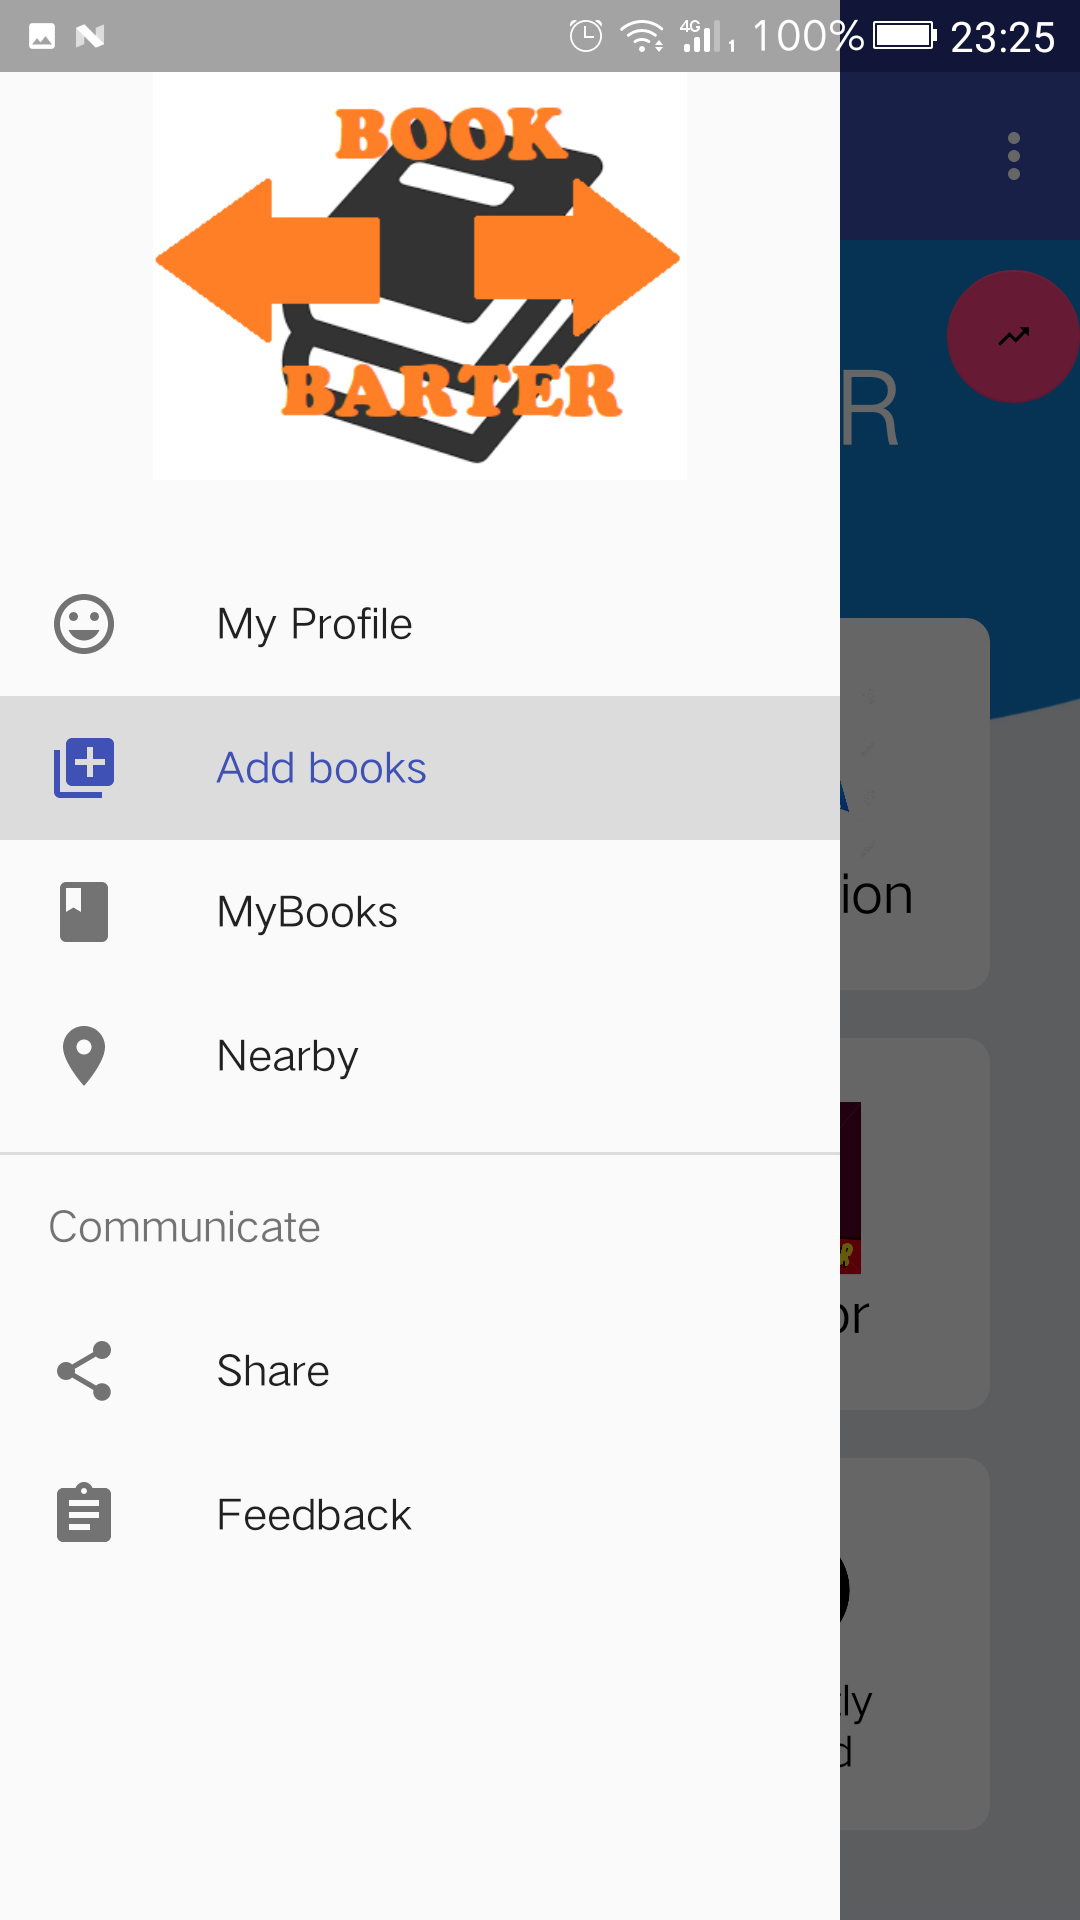 4G 1 100% 23:25
BOOK
BARTER
R
My Profile
Add books
ion
MyBooks
Nearby
Communicate
or
Share
Feedback
ly
d